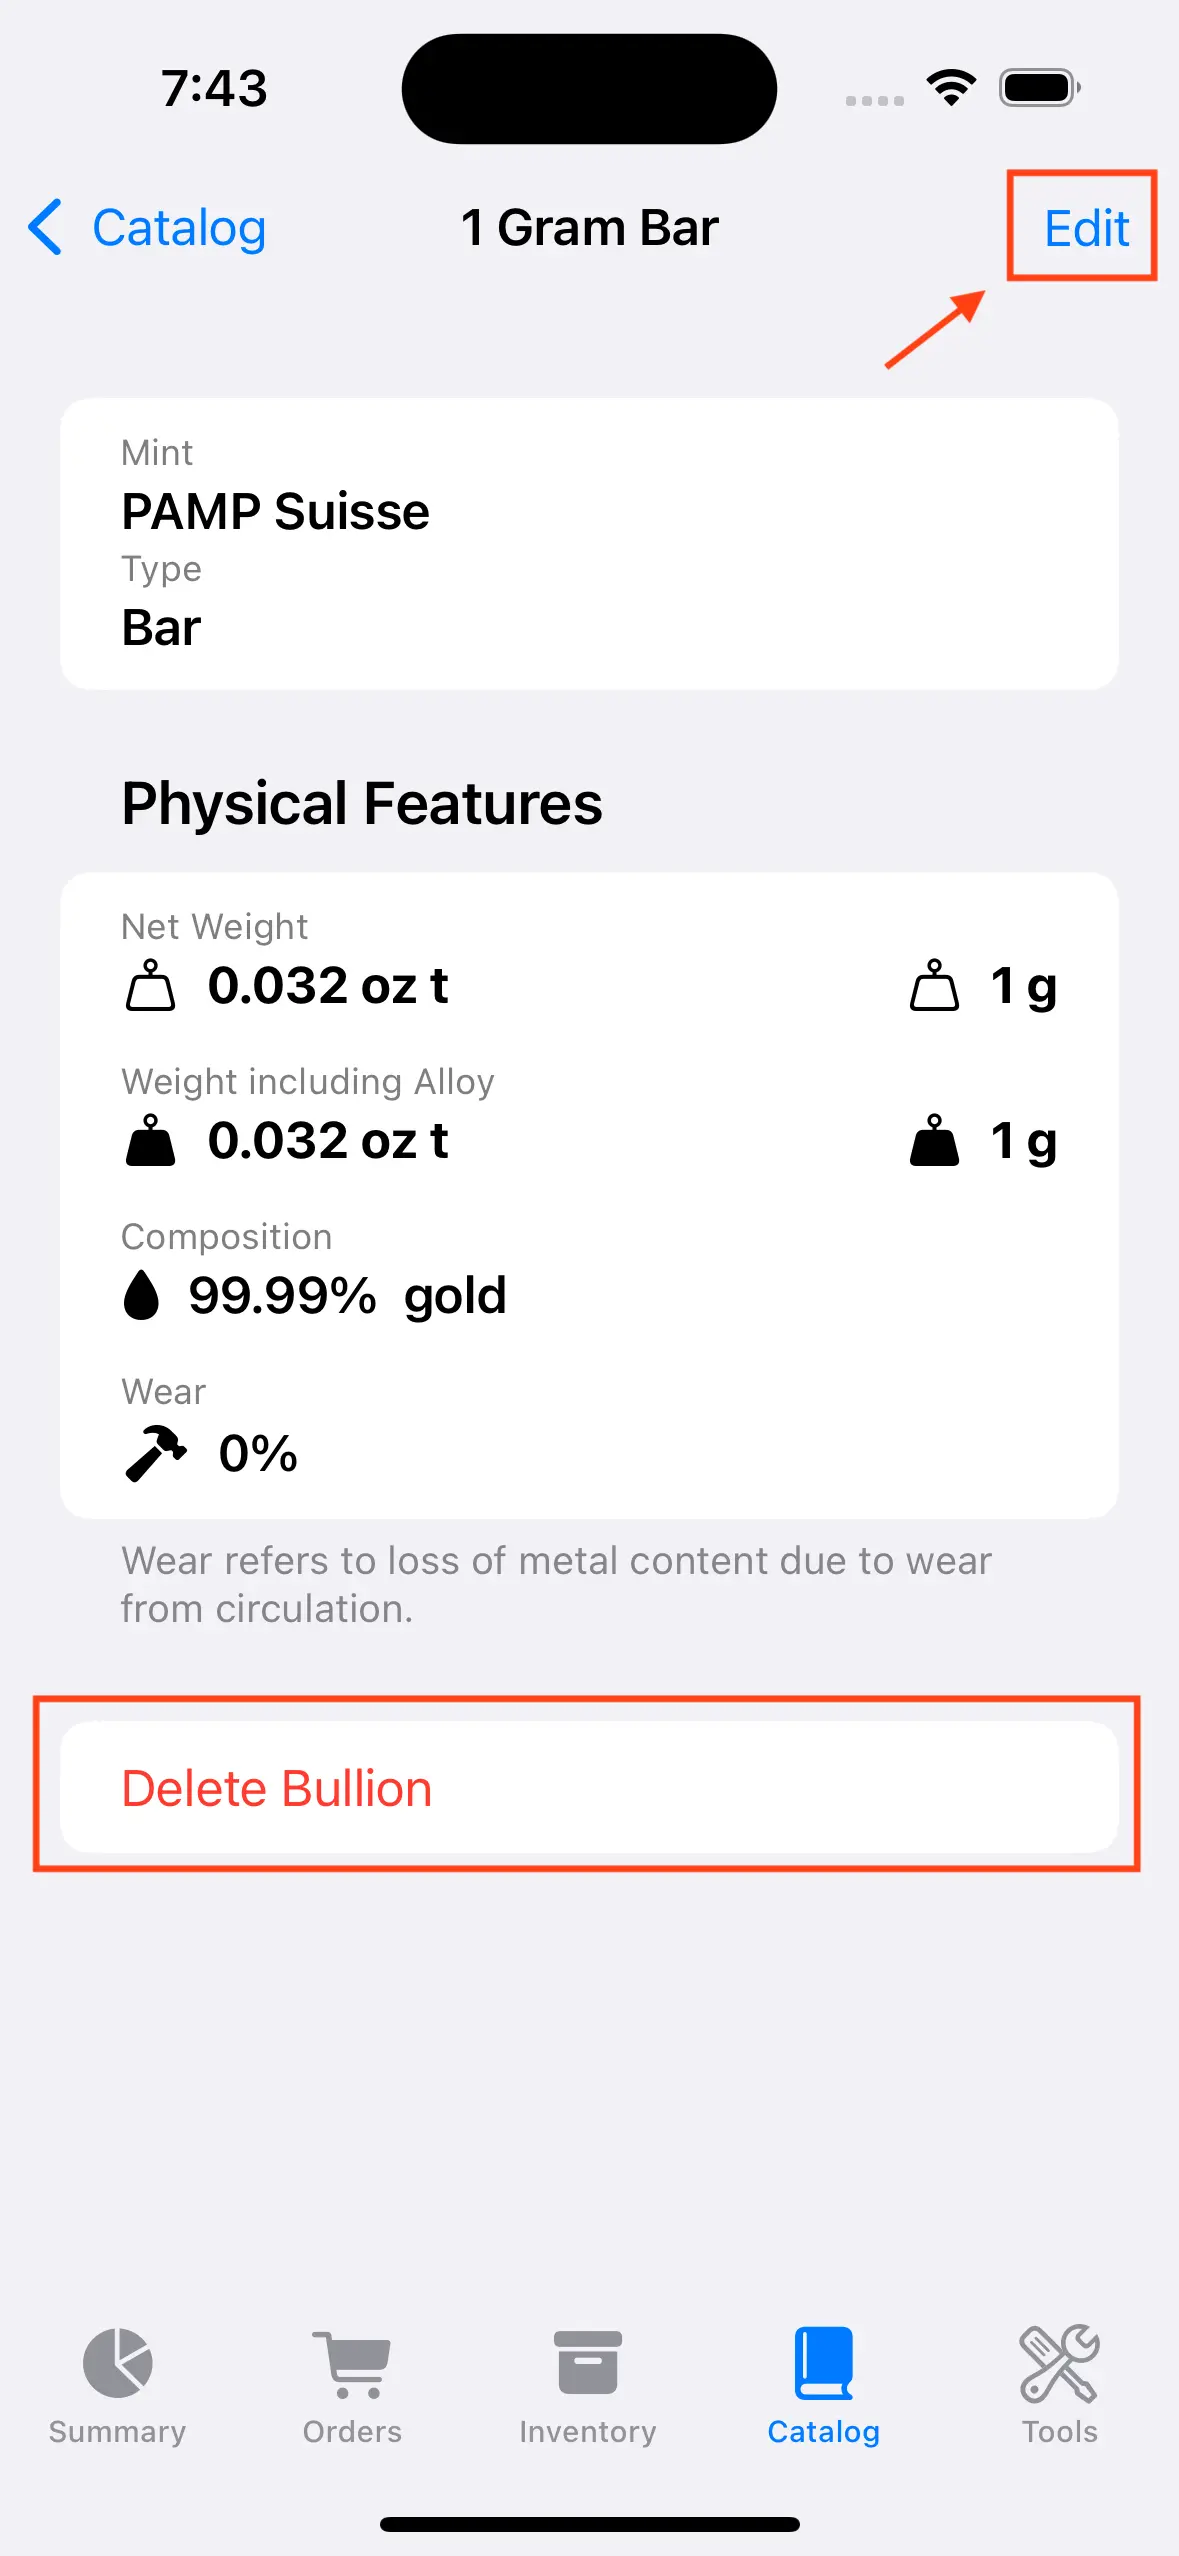 7:43
Catalog
1 Gram Bar
Edit
Mint
PAMP Suisse
Type
Bar
Physical Features
Net Weight
0.032 oz t
1 g
Weight including Alloy
0.032 oz t
1 g
Composition
99.99% gold
Wear
0%
Wear refers to loss of metal content due to wear
from circulation.
Delete Bullion
Summary
Orders
Inventory
Catalog
Tools